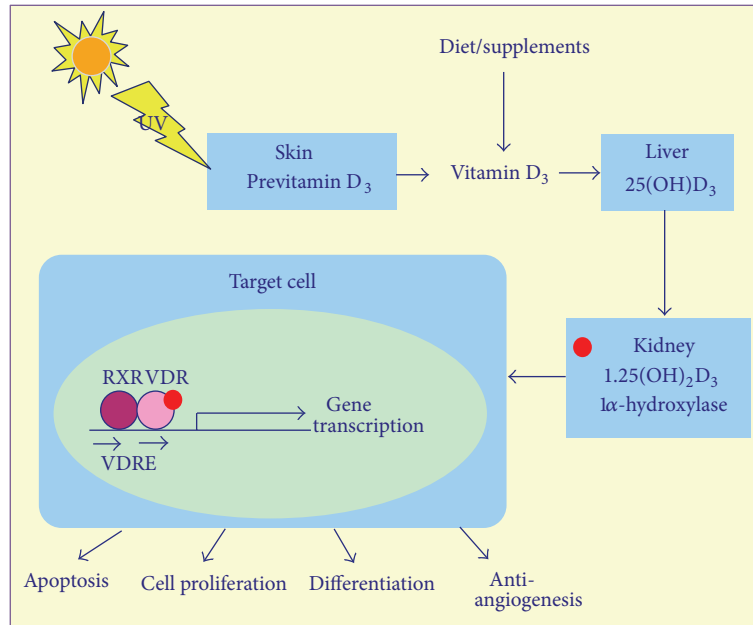 Diet/supplements
UV
Skin
Previtamin D₃
Vitamin D₃
Liver
25(OH)D₃
Target cell
Kidney
1.25(OH)₂D₃
1α-hydroxylase
RXR VDR
Gene
transcription
VDRE
Apoptosis
Cell proliferation
Differentiation
Anti-
angiogenesis